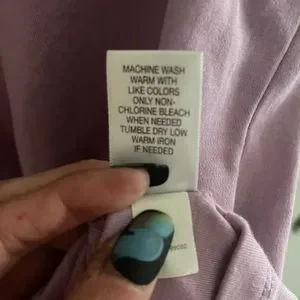 MACHINE WASH
WARM WITH
LIKE COLORS
ONLY NON-
CHLORINE BLEACH
WHEN NEEDED
TUMBLE DRY LOW
WARM IRON
IF NEEDED